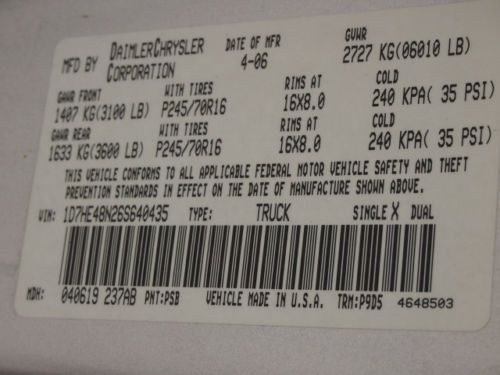 MFD BY DAIMLERCHRYSLER CORPORATION DATE OF MFR 4-06 GVWR 2727 KG(06010 LB)
GAWR FRONT WITH TIRES RIMS AT COLD
1407 KG(3100 LB) P245/70R16 16X8.0 240 KPA( 35 PSI)
GAWR REAR WITH TIRES RIMS AT COLD
1633 KG(3600 LB) P245/70R16 16X8.0 240 KPA( 35 PSI)
THIS VEHICLE CONFORMS TO ALL APPLICABLE FEDERAL MOTOR VEHICLE SAFETY AND THEFT
PREVENTION STANDARDS IN EFFECT ON THE DATE OF MANUFACTURE SHOWN ABOVE.
VIN: 1D7HE48N26S640435 TYPE: TRUCK SINGLE X DUAL
MDH: 040619 237AB PNT:PSB VEHICLE MADE IN U.S.A. TRM:P9D5 4648503